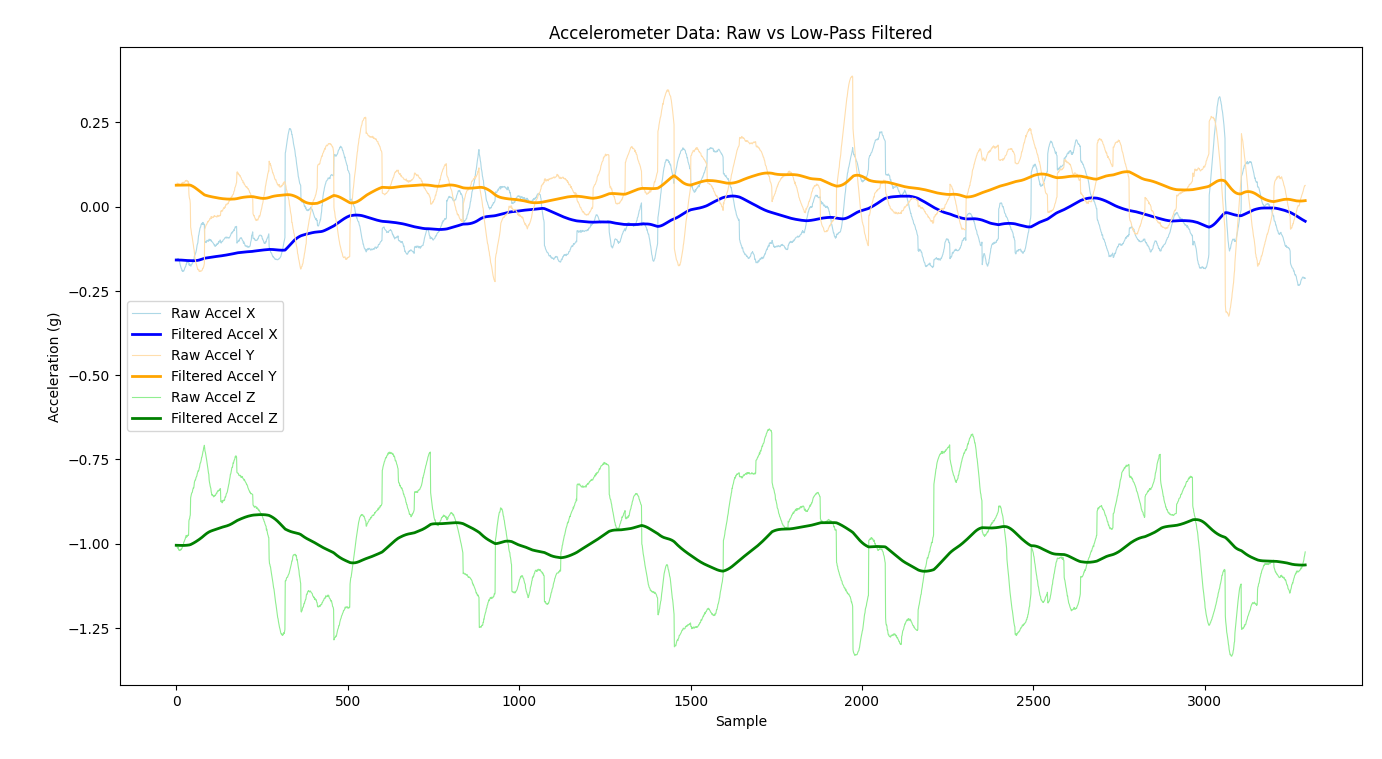 Accelerometer Data: Raw vs Low-Pass Filtered
0.25
0.00
−0.25
−0.50
−0.75
−1.00
−1.25
Acceleration (g)
Raw Accel X
Filtered Accel X
Raw Accel Y
Filtered Accel Y
Raw Accel Z
Filtered Accel Z
0 500 1000 1500 2000 2500 3000
Sample